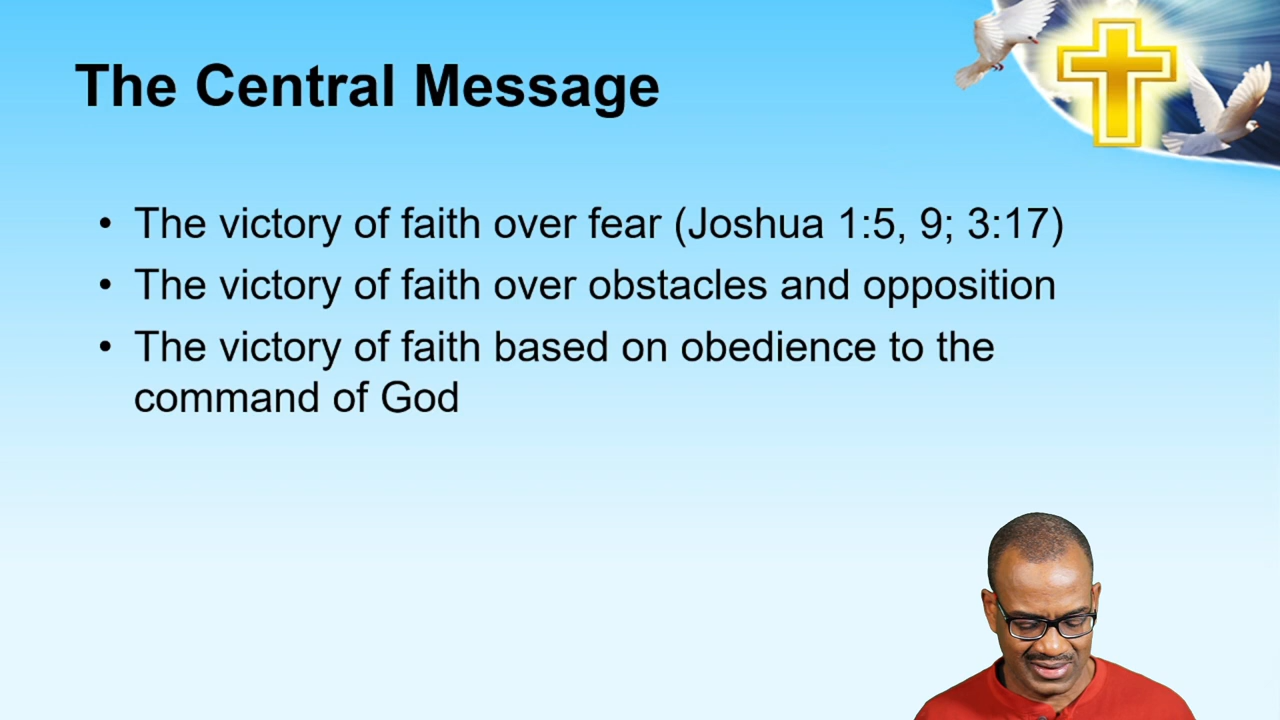 The Central Message
• The victory of faith over fear (Joshua 1:5, 9; 3:17)
• The victory of faith over obstacles and opposition
• The victory of faith based on obedience to the
command of God